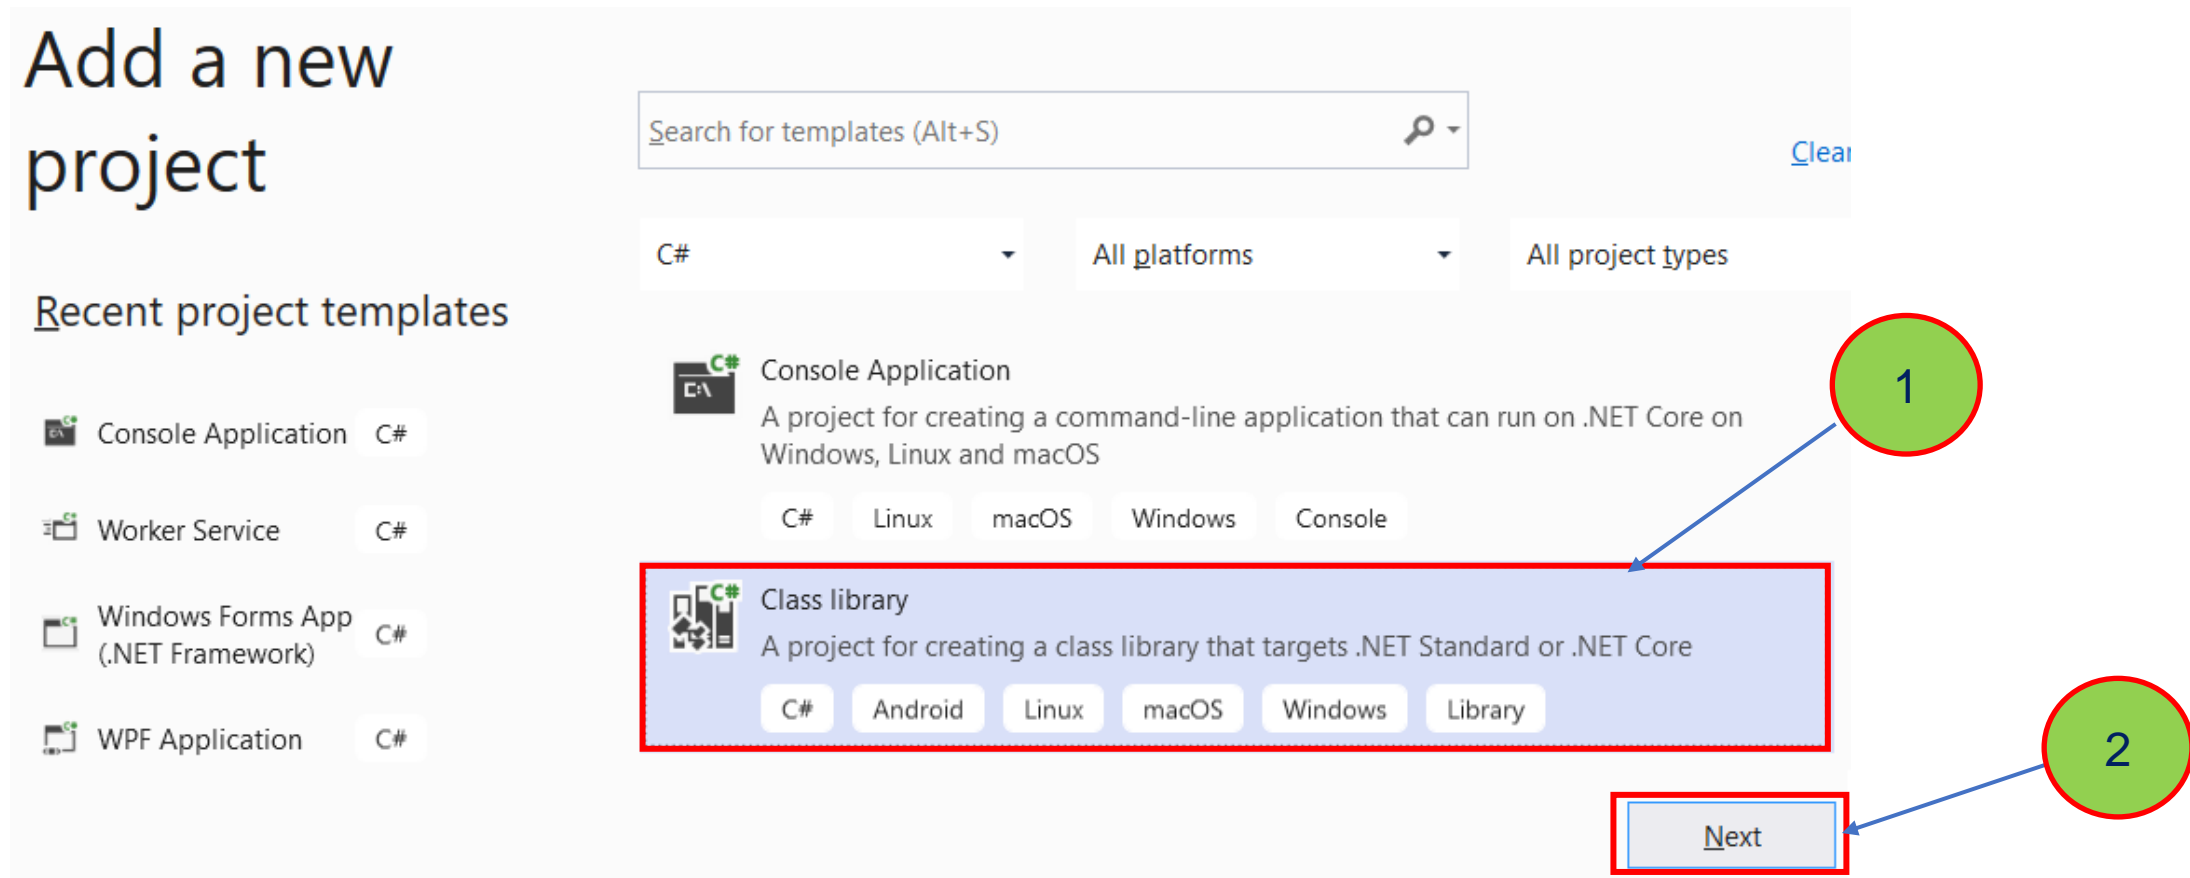 Add a new
project
Search for templates (Alt+S)
Clear
C#
All platforms
All project types
Recent project templates
Console Application C#
Worker Service C#
Windows Forms App
(.NET Framework) C#
WPF Application C#
C#
C:\
Console Application
A project for creating a command-line application that can run on .NET Core on
Windows, Linux and macOS
C# Linux macOS Windows Console
1
C#
Class library
A project for creating a class library that targets .NET Standard or .NET Core
C# Android Linux macOS Windows Library
2
Next